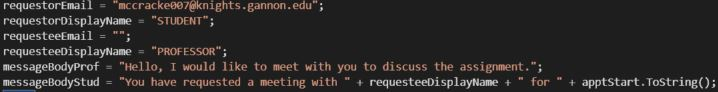 requestorEmail = "mccracke007@knights.gannon.edu";
requestorDisplayName = "STUDENT";
requesteeEmail = "";
requesteeDisplayName = "PROFESSOR";
messageBodyProf = "Hello, I would like to meet with you to discuss the assignment.";
messageBodyStud = "You have requested a meeting with " + requesteeDisplayName + " for " + apptStart.ToString();